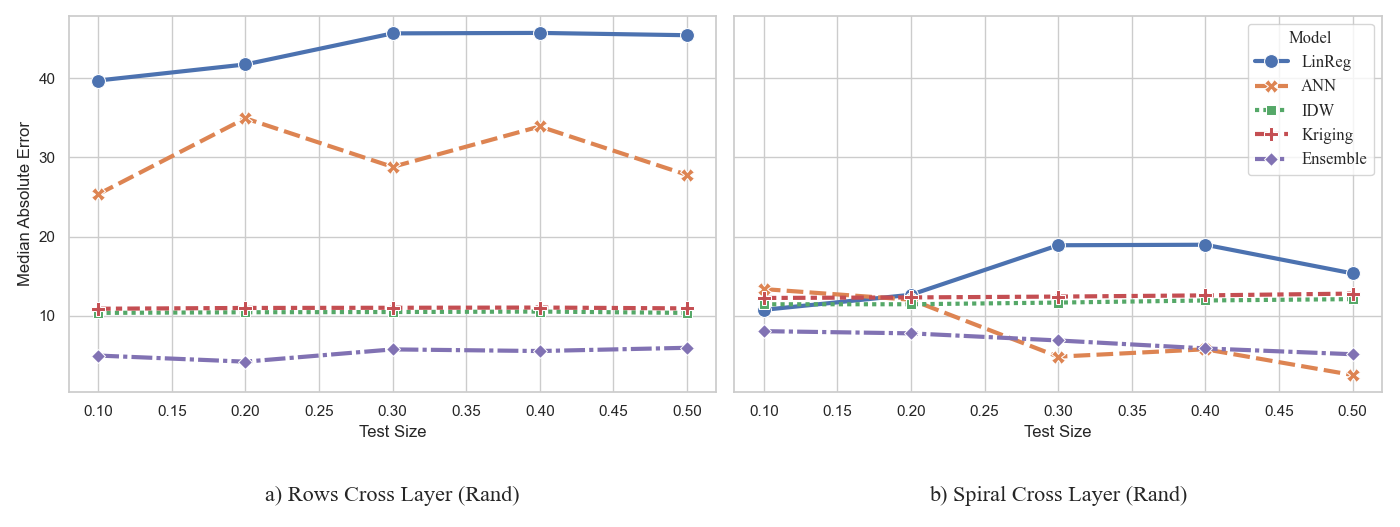 Median Absolute Error
40
30
20
10
0.10 0.15 0.20 0.25 0.30 0.35 0.40 0.45 0.50
Test Size
a) Rows Cross Layer (Rand)
Model
LinReg
ANN
IDW
Kriging
Ensemble
0.10 0.15 0.20 0.25 0.30 0.35 0.40 0.45 0.50
Test Size
b) Spiral Cross Layer (Rand)